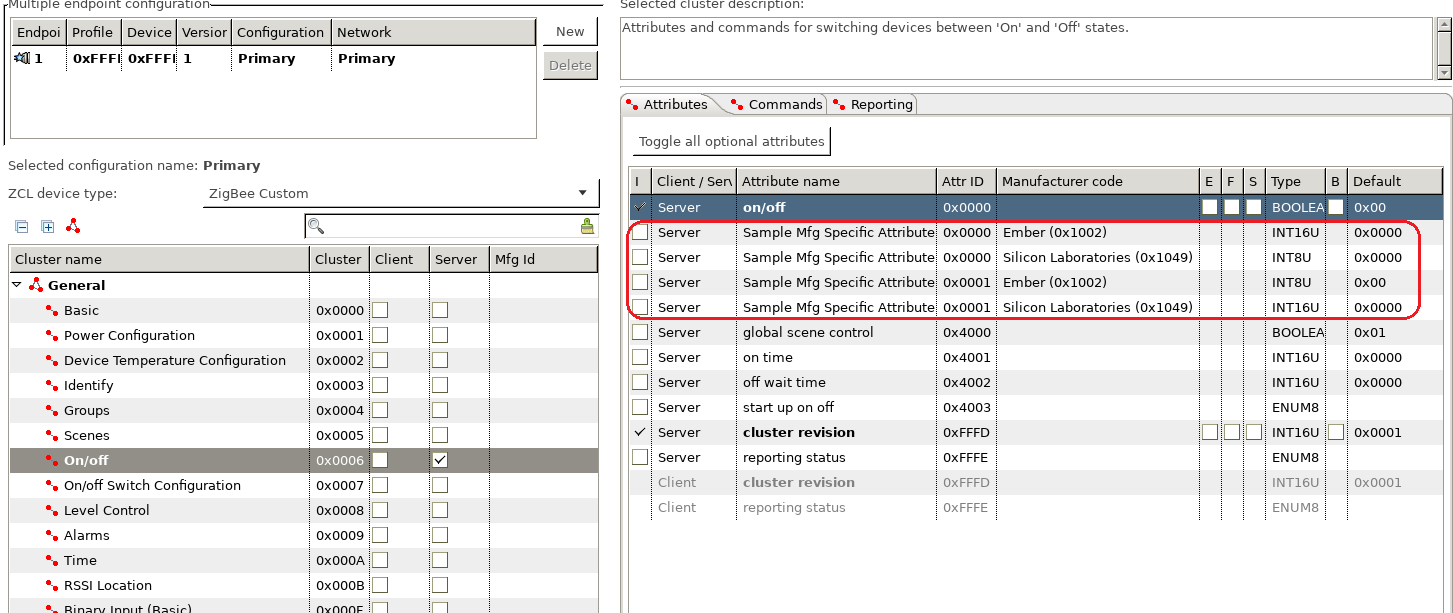 Multiple endpoint configuration
Endpoi Profile Device Version Configuration Network
1 0xFFFF 0xFFFF 1 Primary Primary
New
Delete
Selected configuration name: Primary
ZCL device type: ZigBee Custom
Cluster name Cluster Client Server Mfg Id
General
Basic 0x0000
Power Configuration 0x0001
Device Temperature Configuration 0x0002
Identify 0x0003
Groups 0x0004
Scenes 0x0005
On/off 0x0006
On/off Switch Configuration 0x0007
Level Control 0x0008
Alarms 0x0009
Time 0x000A
RSSI Location 0x000B
Binary Input (Basic) 0x000F
Selected cluster description:
Attributes and commands for switching devices between 'On' and 'Off' states.
Attributes Commands Reporting
Toggle all optional attributes
I Client / Serv Attribute name Attr ID Manufacturer code E F S Type B Default
Server on/off 0x0000 BOOLEA 0x00
Server Sample Mfg Specific Attribute 0x0000 Ember (0x1002) INT16U 0x0000
Server Sample Mfg Specific Attribute 0x0000 Silicon Laboratories (0x1049) INT8U 0x0000
Server Sample Mfg Specific Attribute 0x0001 Ember (0x1002) INT8U 0x00
Server Sample Mfg Specific Attribute 0x0001 Silicon Laboratories (0x1049) INT16U 0x0000
Server global scene control 0x4000 BOOLEA 0x01
Server on time 0x4001 INT16U 0x0000
Server off wait time 0x4002 INT16U 0x0000
Server start up on off 0x4003 ENUM8
Server cluster revision 0xFFFD INT16U 0x0001
Server reporting status 0xFFFE ENUM8
Client cluster revision 0xFFFD INT16U 0x0001
Client reporting status 0xFFFE ENUM8